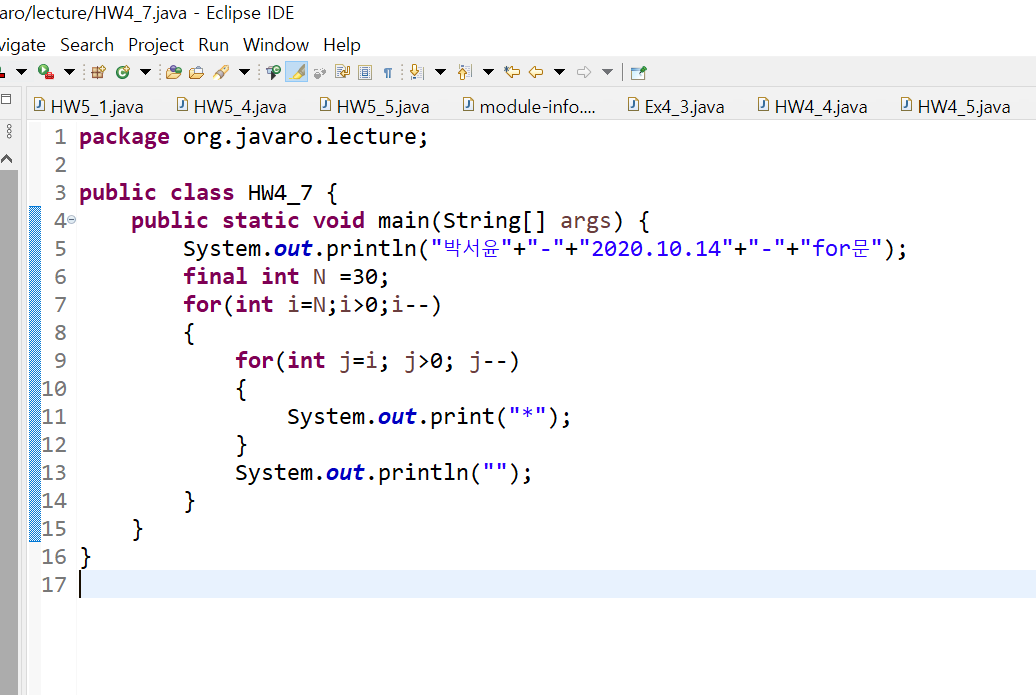 aro/lecture/HW4_7.java - Eclipse IDE
vigate Search Project Run Window Help
HW5_1.java HW5_4.java HW5_5.java module-info.... Ex4_3.java HW4_4.java HW4_5.java
1 package org.javaro.lecture;
2
3 public class HW4_7 {
4 public static void main(String[] args) {
5 System.out.println("박서윤"+"-"+"2020.10.14"+"-"+"for문");
6 final int N =30;
7 for(int i=N;i>0;i--)
8 {
9 for(int j=i; j>0; j--)
10 {
11 System.out.print("*");
12 }
13 System.out.println("");
14 }
15 }
16 }
17